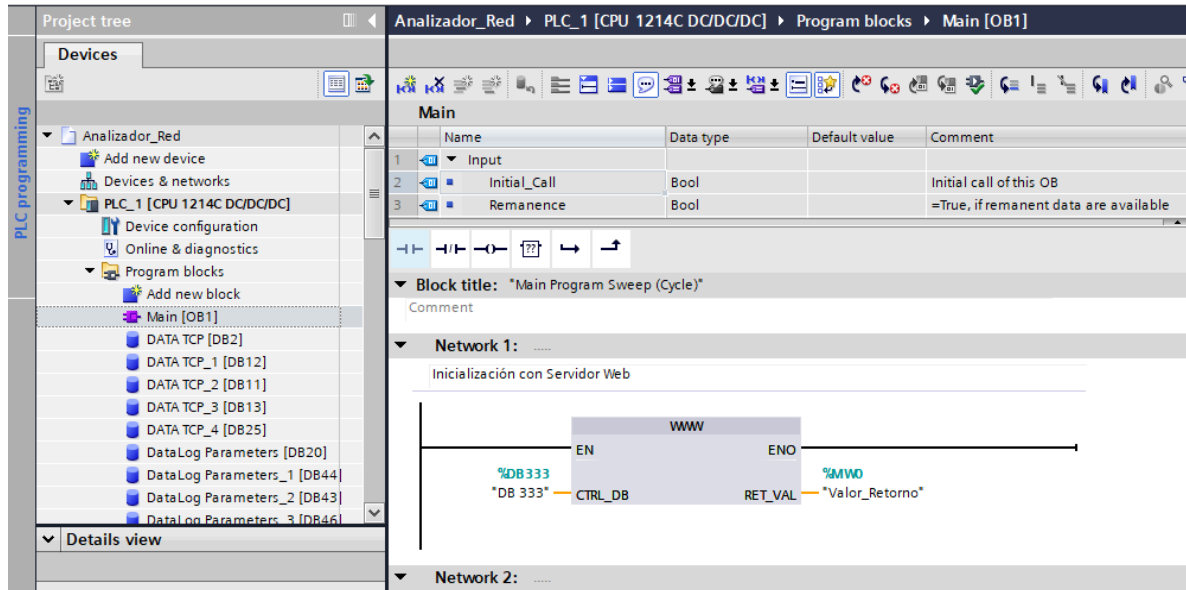 Project tree
Devices
PLC programming
Analizador_Red
Add new device
Devices & networks
PLC_1 [CPU 1214C DC/DC/DC]
Device configuration
Online & diagnostics
Program blocks
Add new block
Main [OB1]
DATA TCP [DB2]
DATA TCP_1 [DB12]
DATA TCP_2 [DB11]
DATA TCP_3 [DB13]
DATA TCP_4 [DB25]
DataLog Parameters [DB20]
DataLog Parameters_1 [DB44]
DataLog Parameters_2 [DB43]
DataLog Parameters_3 [DB46]
Details view
Analizador_Red PLC_1 [CPU 1214C DC/DC/DC] Program blocks Main [OB1]
Main
Name Data type Default value Comment
1 Input
2 Initial_Call Bool Initial call of this OB
3 Remanence Bool =True, if remanent data are available
??
Block title: "Main Program Sweep (Cycle)"
Comment
Network 1: .....
Inicialización con Servidor Web
WWW
EN ENO
%DB333 %MW0
"DB 333" CTRL_DB RET_VAL "Valor_Retorno"
Network 2: .....